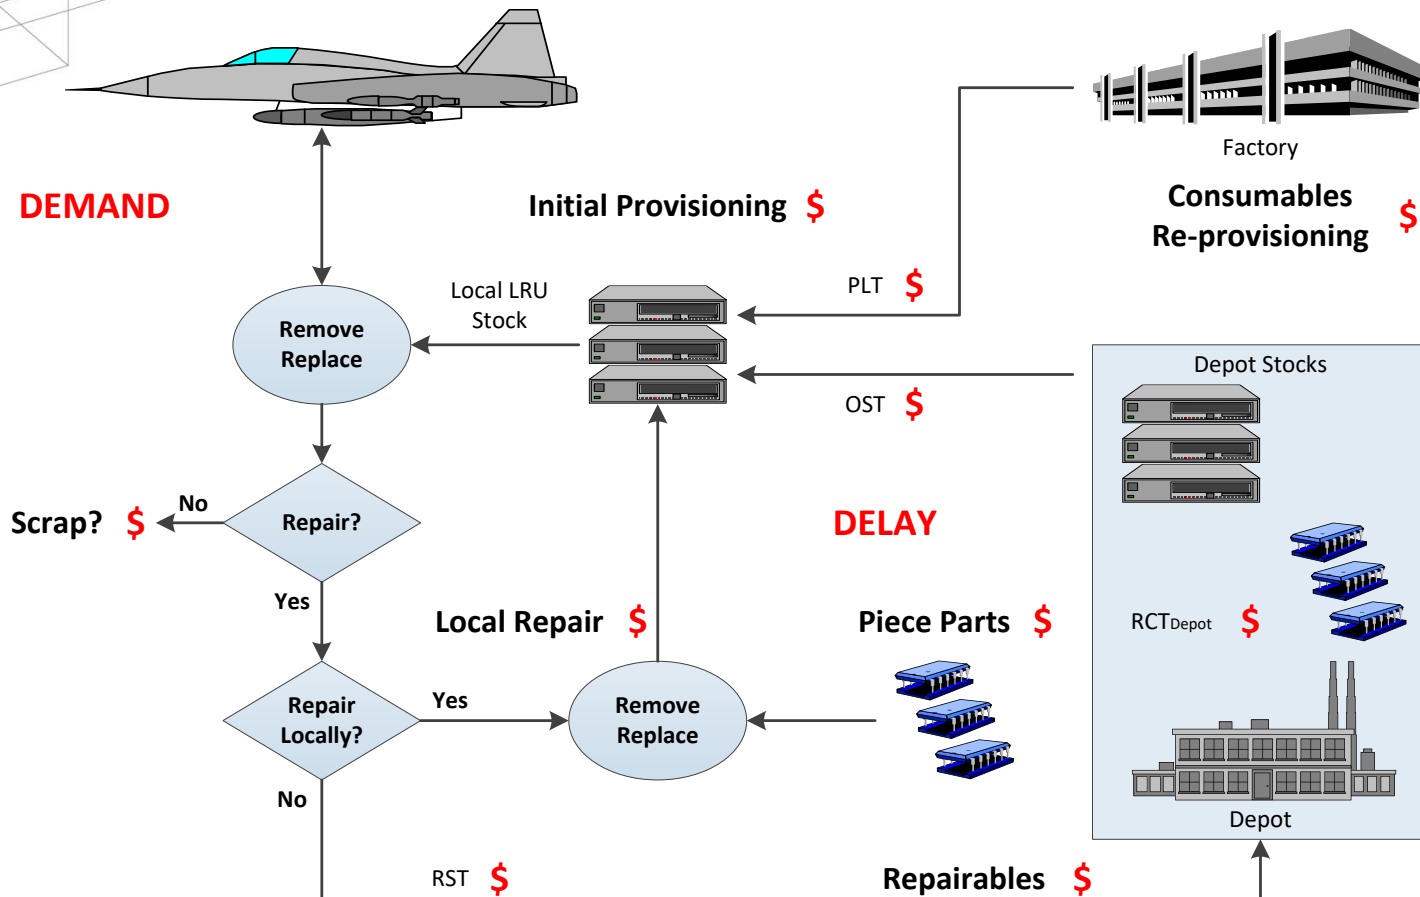 Factory
DEMAND
Initial Provisioning $
Consumables
Re-provisioning $
PLT $
Local LRU
Stock
Remove
Replace
Depot Stocks
OST $
Scrap? $
No
Repair?
DELAY
Yes
Local Repair $
Piece Parts $
RCTDepot $
Repair
Locally?
Yes
Remove
Replace
No
Depot
RST $
Repairables $